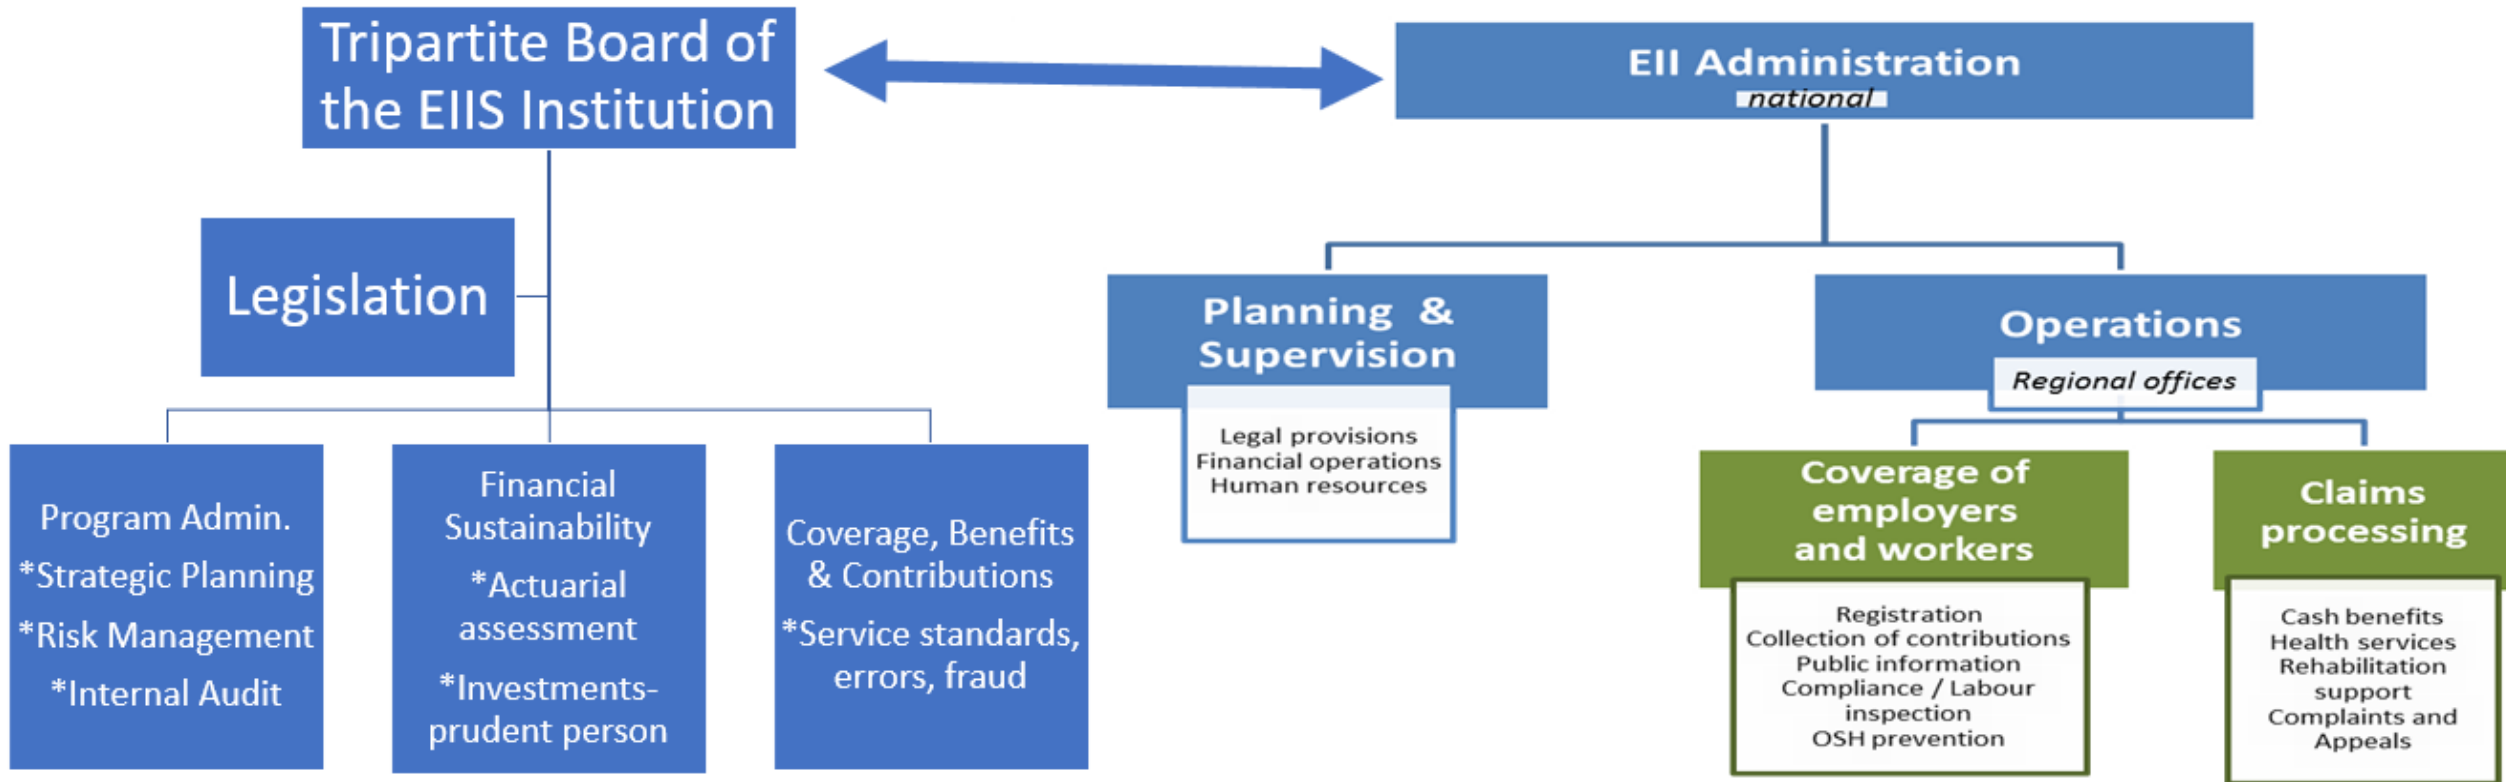 Tripartite Board of
the EIIS Institution
Legislation
Program Admin.
*Strategic Planning
*Risk Management
*Internal Audit
Financial
Sustainability
*Actuarial
assessment
*Investments-
prudent person
Coverage, Benefits
& Contributions
*Service standards,
errors, fraud
EII Administration
national
Planning & 
Supervision
Legal provisions
Financial operations
Human resources
Operations
Regional offices
Coverage of
employers
and workers
Registration
Collection of contributions
Public information
Compliance / Labour
inspection
OSH prevention
Claims
processing
Cash benefits
Health services
Rehabilitation
support
Complaints and
Appeals